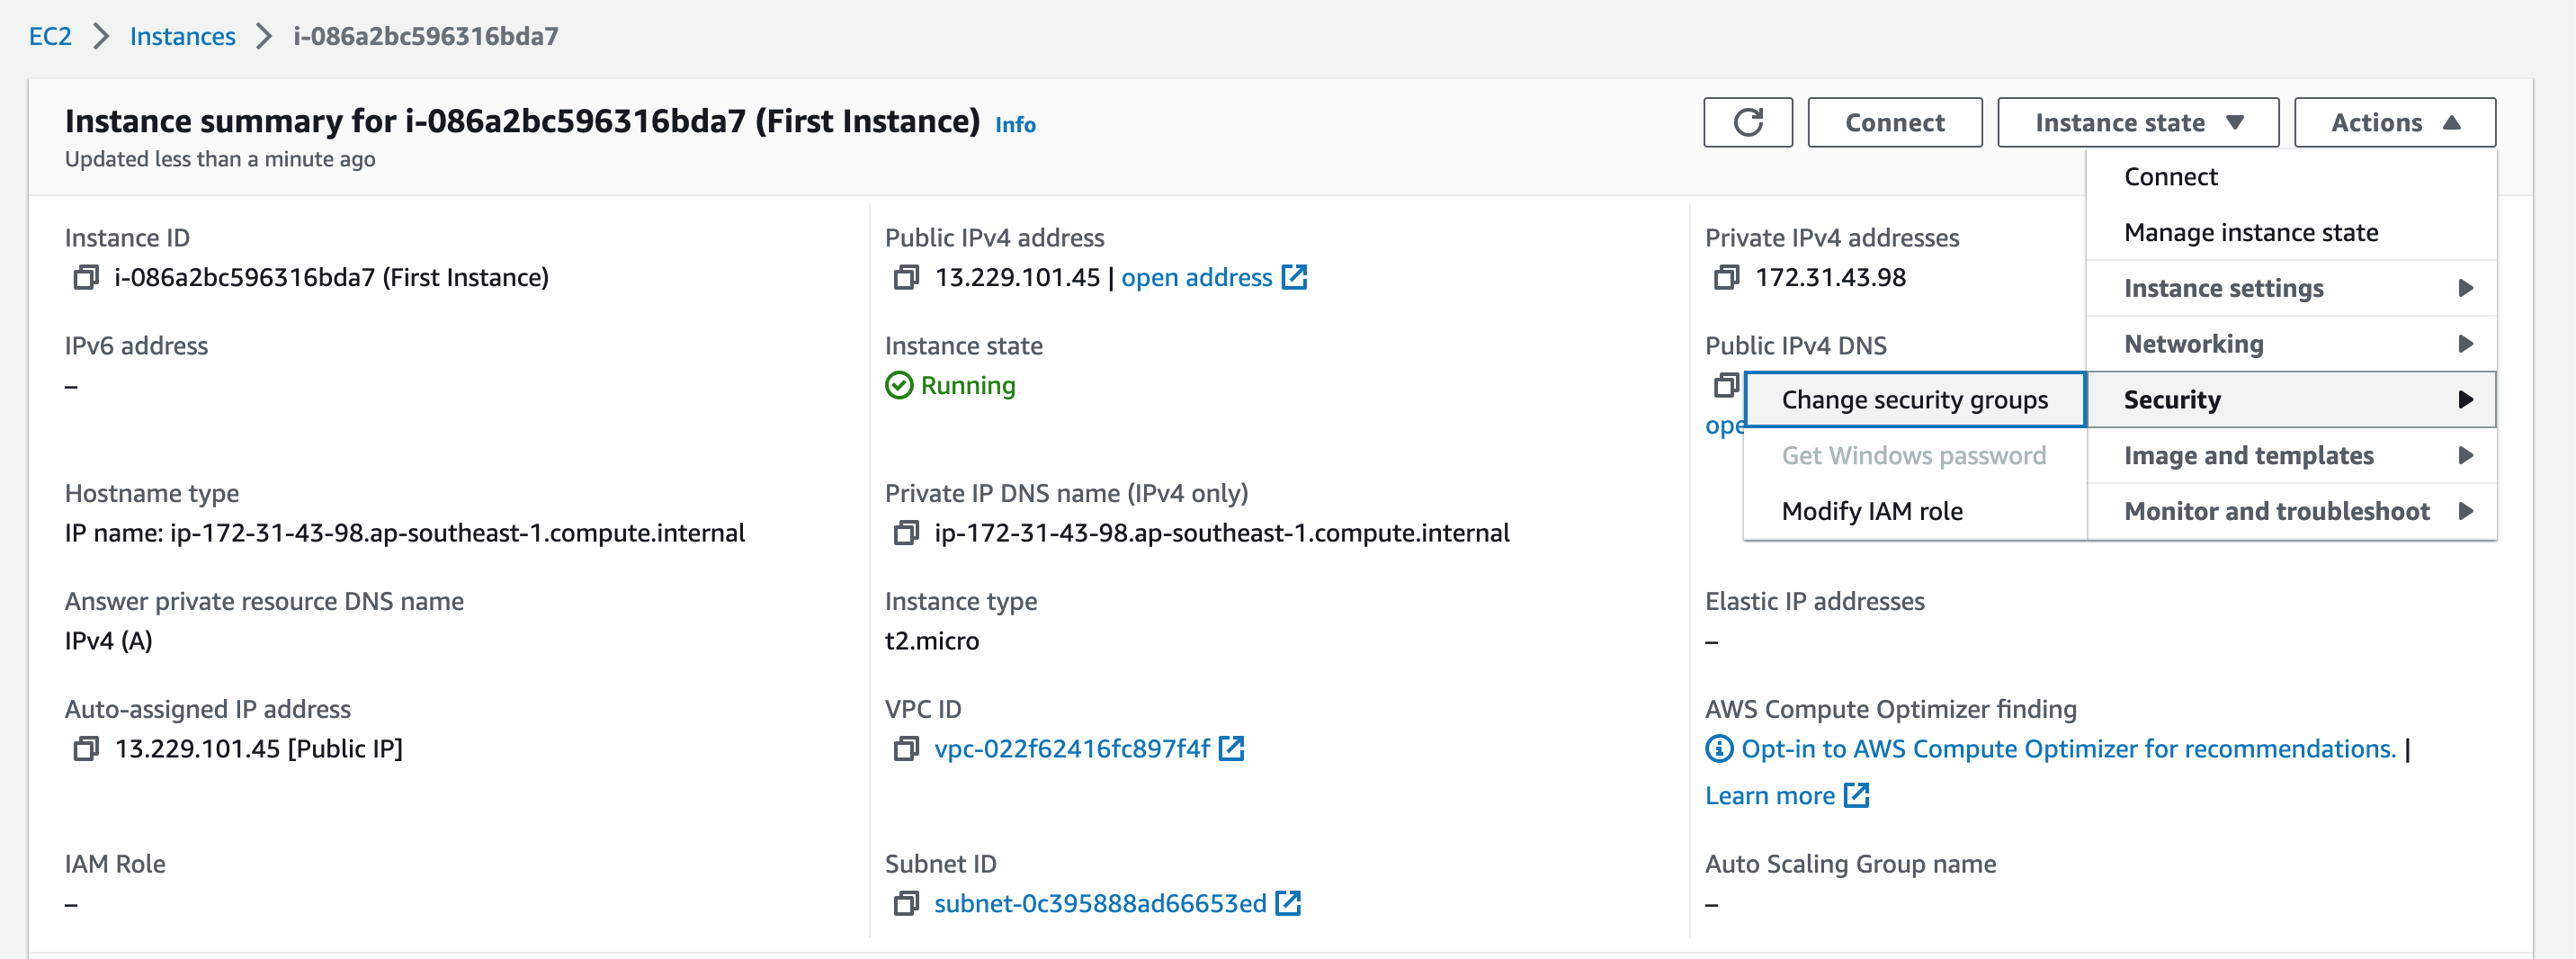 EC2 Instances i-086a2bc596316bda7
Instance summary for i-086a2bc596316bda7 (First Instance) Info
Updated less than a minute ago
Connect
Instance state
Actions
Connect
Manage instance state
Instance settings
Networking
Security
Image and templates
Monitor and troubleshoot
Change security groups
Get Windows password
Modify IAM role
Instance ID
i-086a2bc596316bda7 (First Instance)
Public IPv4 address
13.229.101.45 | open address
Private IPv4 addresses
172.31.43.98
IPv6 address
–
Instance state
Running
Public IPv4 DNS
Hostname type
IP name: ip-172-31-43-98.ap-southeast-1.compute.internal
Private IP DNS name (IPv4 only)
ip-172-31-43-98.ap-southeast-1.compute.internal
Answer private resource DNS name
IPv4 (A)
Instance type
t2.micro
Elastic IP addresses
–
Auto-assigned IP address
13.229.101.45 [Public IP]
VPC ID
vpc-022f62416fc897f4f
AWS Compute Optimizer finding
Opt-in to AWS Compute Optimizer for recommendations. |
Learn more
IAM Role
–
Subnet ID
subnet-0c395888ad66653ed
Auto Scaling Group name
–